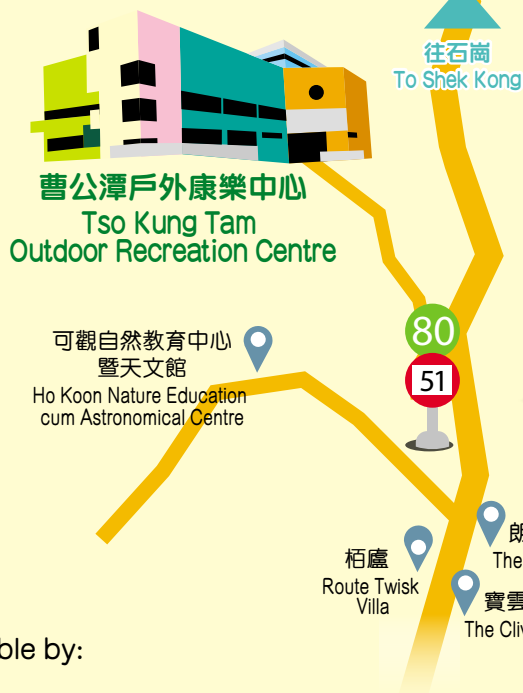 往石崗
To Shek Kong
曹公潭戶外康樂中心
Tso Kung Tam
Outdoor Recreation Centre
80
51
可觀自然教育中心
暨天文館
Ho Koon Nature Education
cum Astronomical Centre
朗
The
栢廬
Route Twisk
Villa
寶雲
The Cliv
ble by: